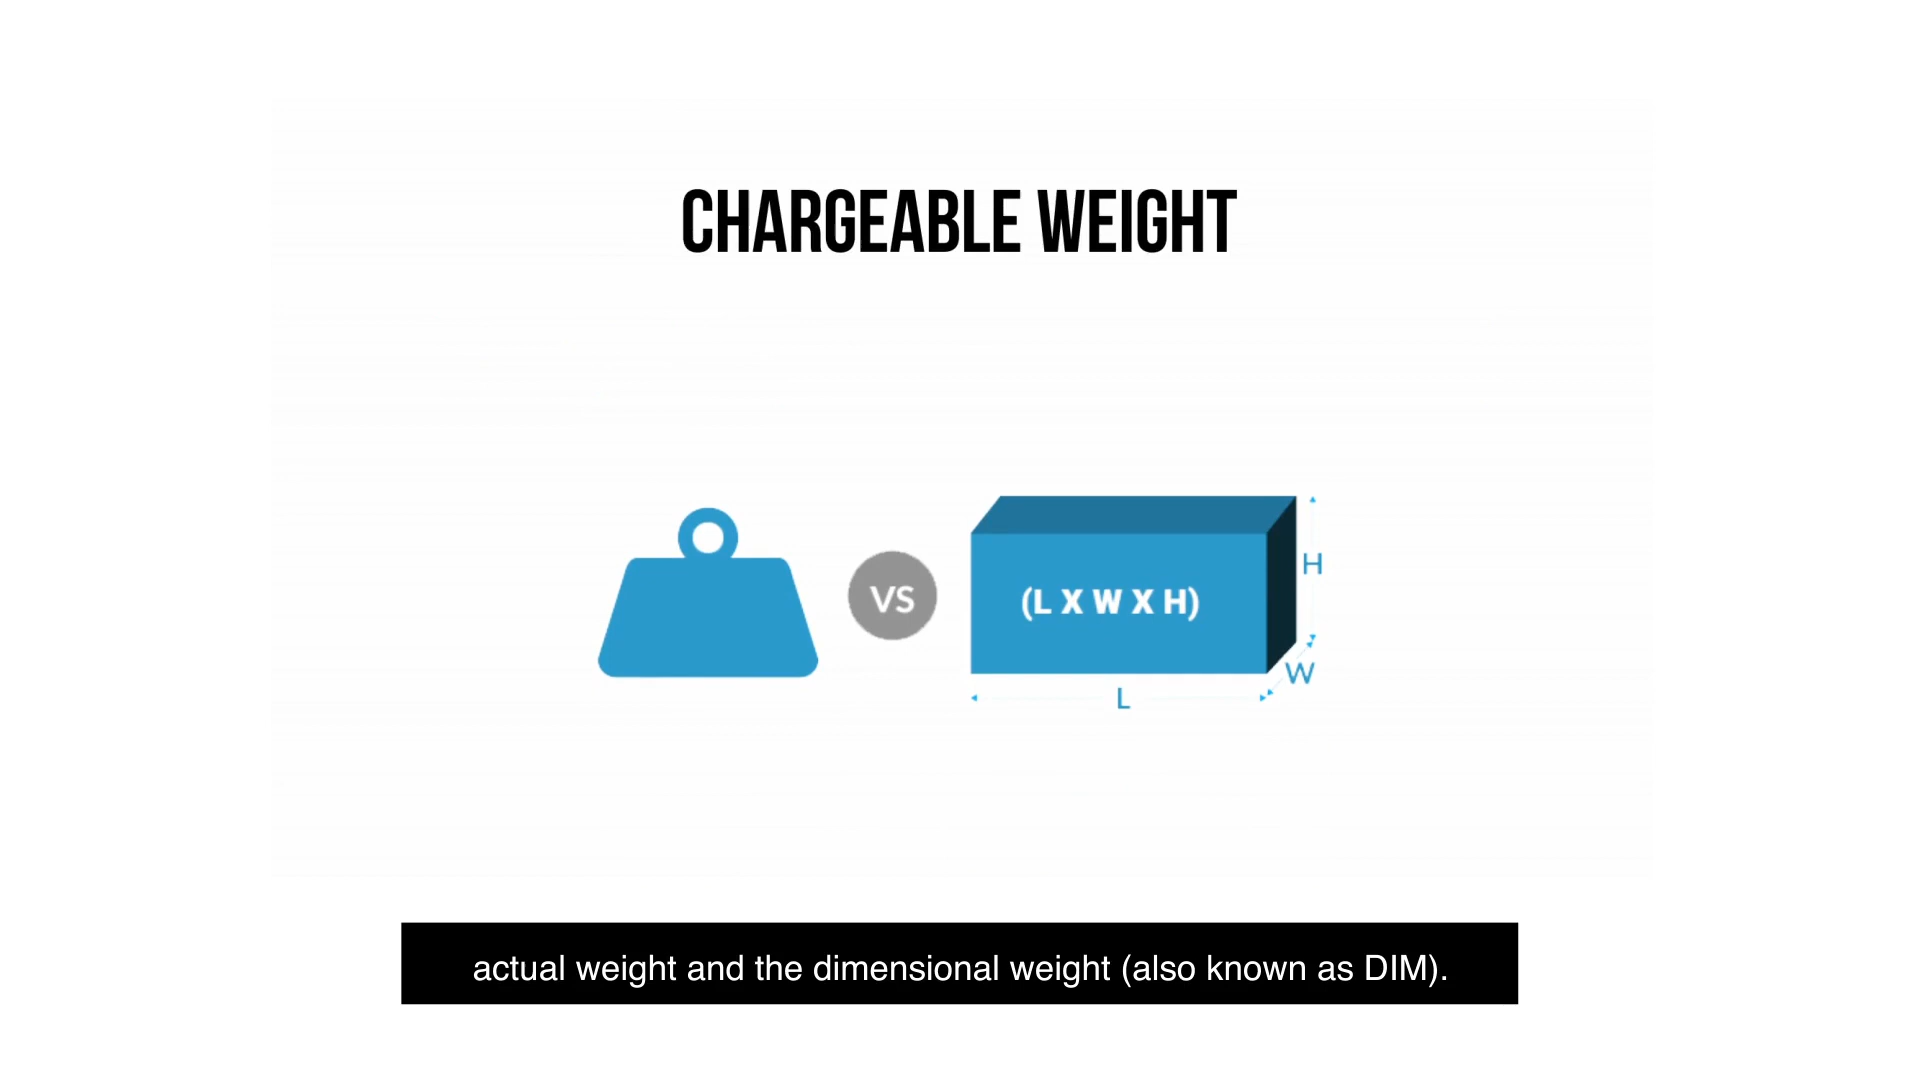 CHARGEABLE WEIGHT
VS
(L X W X H)
H
W
L
actual weight and the dimensional weight (also known as DIM).